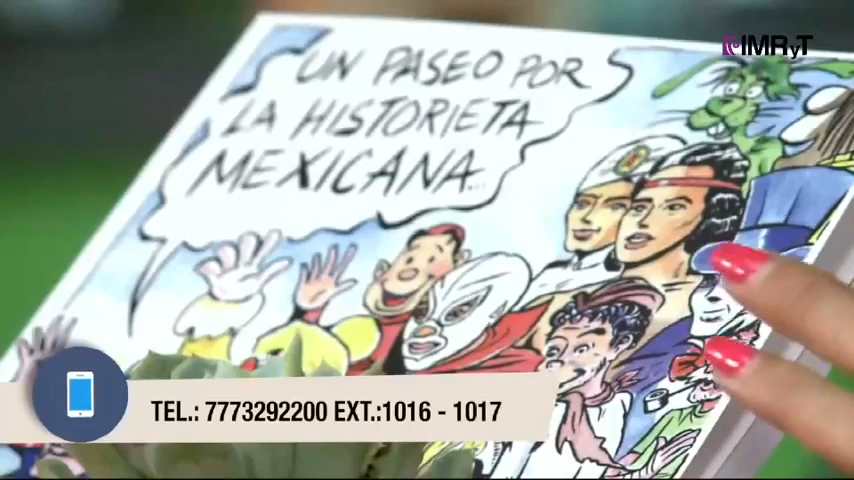 IMRyT
UN PASEO POR
LA HISTORIETA
MEXICANA...
TEL.: 7773292200 EXT.:1016 - 1017